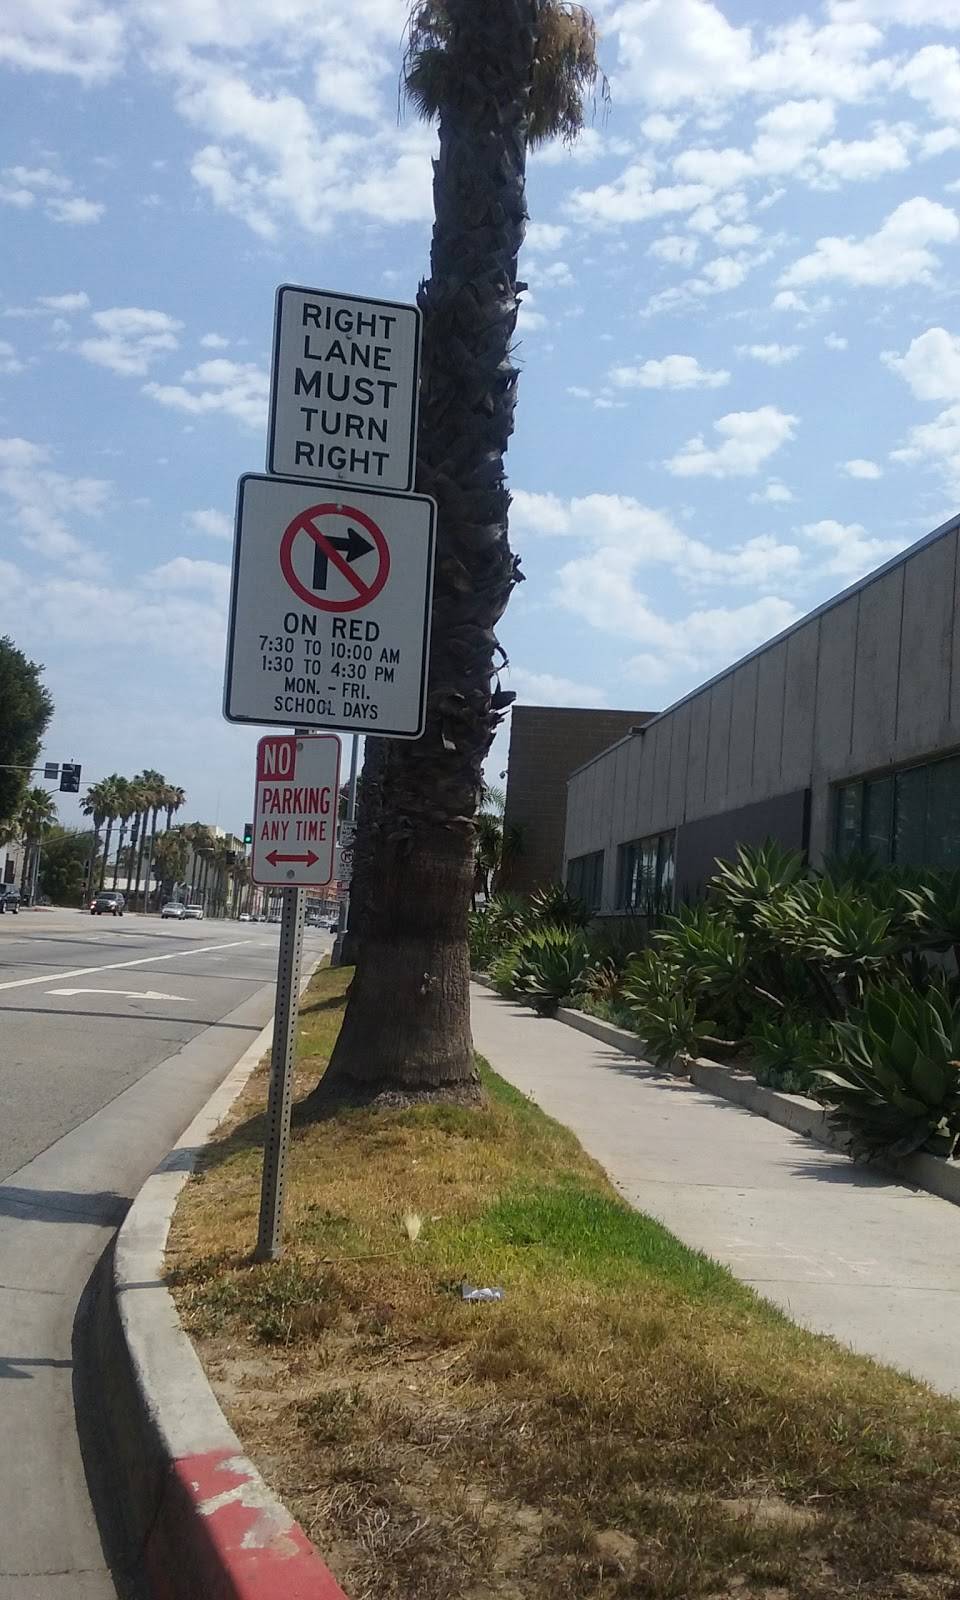 RIGHT
LANE
MUST
TURN
RIGHT
ON RED
7:30 TO 10:00 AM
1:30 TO 4:30 PM
MON. - FRI.
SCHOOL DAYS
NO
PARKING
ANY TIME